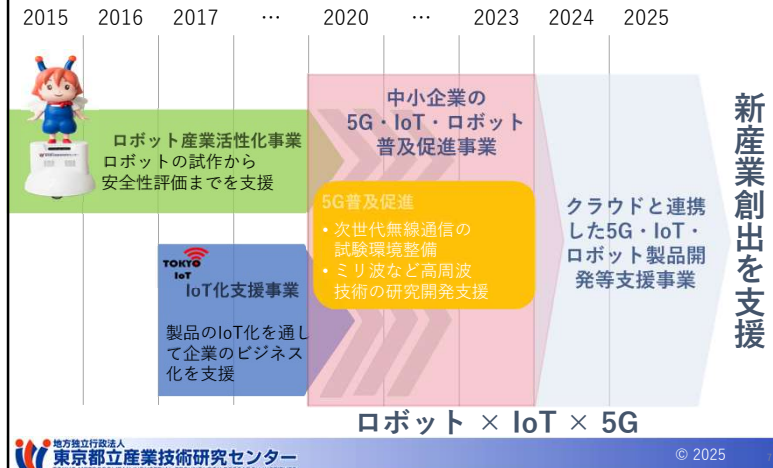 2015 2016 2017 … 2020 … 2023 2024 2025
ロボット産業活性化事業
ロボットの試作から
安全性評価までを支援
TOKYO
IoT
IoT化支援事業
製品のIoT化を通し
て企業のビジネス
化を支援
中小企業の
5G・IoT・ロボット
普及促進事業
5G普及促進
• 次世代無線通信の
試験環境整備
• ミリ波など高周波
技術の研究開発支援
クラウドと連携
した5G・IoT・
ロボット製品開
発等支援事業
新産業創出を支援
ロボット × IoT × 5G
地方独立行政法人
東京都立産業技術研究センター
© 2025